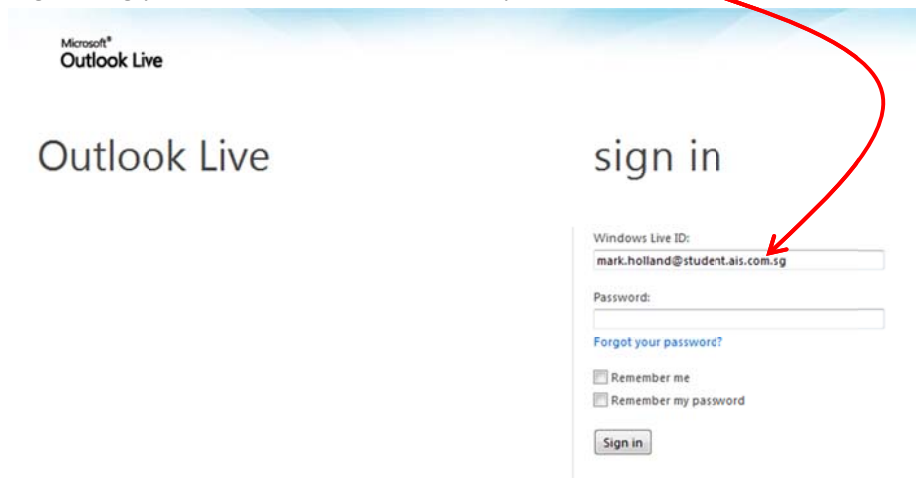 Microsoft®
Outlook Live
Outlook Live
sign in
Windows Live ID:
mark.holland@student.ais.com.sg
Password:
Forgot your password?
Remember me
Remember my password
Sign in